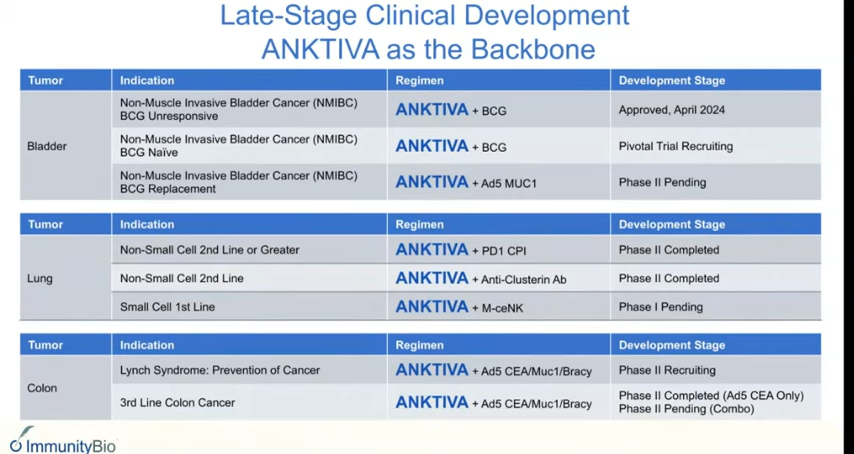 Late-Stage Clinical Development
ANKTIVA as the Backbone
Tumor Indication Regimen Development Stage
Bladder
Non-Muscle Invasive Bladder Cancer (NMIBC)
BCG Unresponsive
ANKTIVA + BCG
Approved, April 2024
Non-Muscle Invasive Bladder Cancer (NMIBC)
BCG Naïve
ANKTIVA + BCG
Pivotal Trial Recruiting
Non-Muscle Invasive Bladder Cancer (NMIBC)
BCG Replacement
ANKTIVA + Ad5 MUC1
Phase II Pending
Tumor Indication Regimen Development Stage
Lung
Non-Small Cell 2nd Line or Greater
ANKTIVA + PD1 CPI
Phase II Completed
Non-Small Cell 2nd Line
ANKTIVA + Anti-Clusterin Ab
Phase II Completed
Small Cell 1st Line
ANKTIVA + M-ceNK
Phase I Pending
Tumor Indication Regimen Development Stage
Colon
Lynch Syndrome: Prevention of Cancer
ANKTIVA + Ad5 CEA/Muc1/Bracy
Phase II Recruiting
3rd Line Colon Cancer
ANKTIVA + Ad5 CEA/Muc1/Bracy
Phase II Completed (Ad5 CEA Only)
Phase II Pending (Combo)
ImmunityBio